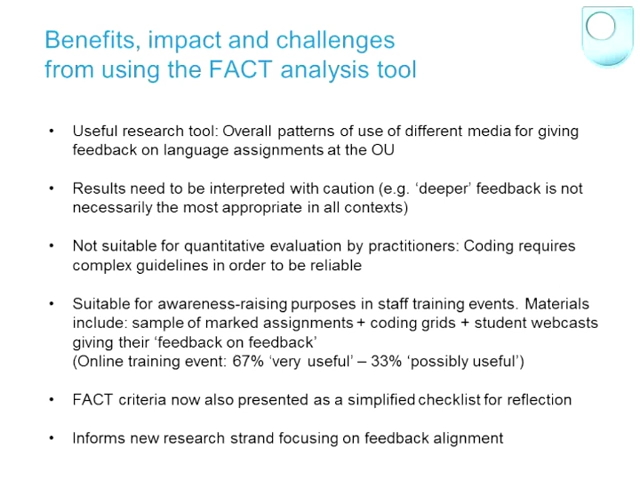 Benefits, impact and challenges
from using the FACT analysis tool
• Useful research tool: Overall patterns of use of different media for giving
feedback on language assignments at the OU
• Results need to be interpreted with caution (e.g. ‘deeper’ feedback is not
necessarily the most appropriate in all contexts)
• Not suitable for quantitative evaluation by practitioners: Coding requires
complex guidelines in order to be reliable
• Suitable for awareness-raising purposes in staff training events. Materials
include: sample of marked assignments + coding grids + student webcasts
giving their ‘feedback on feedback’
(Online training event: 67% ‘very useful’ – 33% ‘possibly useful’)
• FACT criteria now also presented as a simplified checklist for reflection
• Informs new research strand focusing on feedback alignment